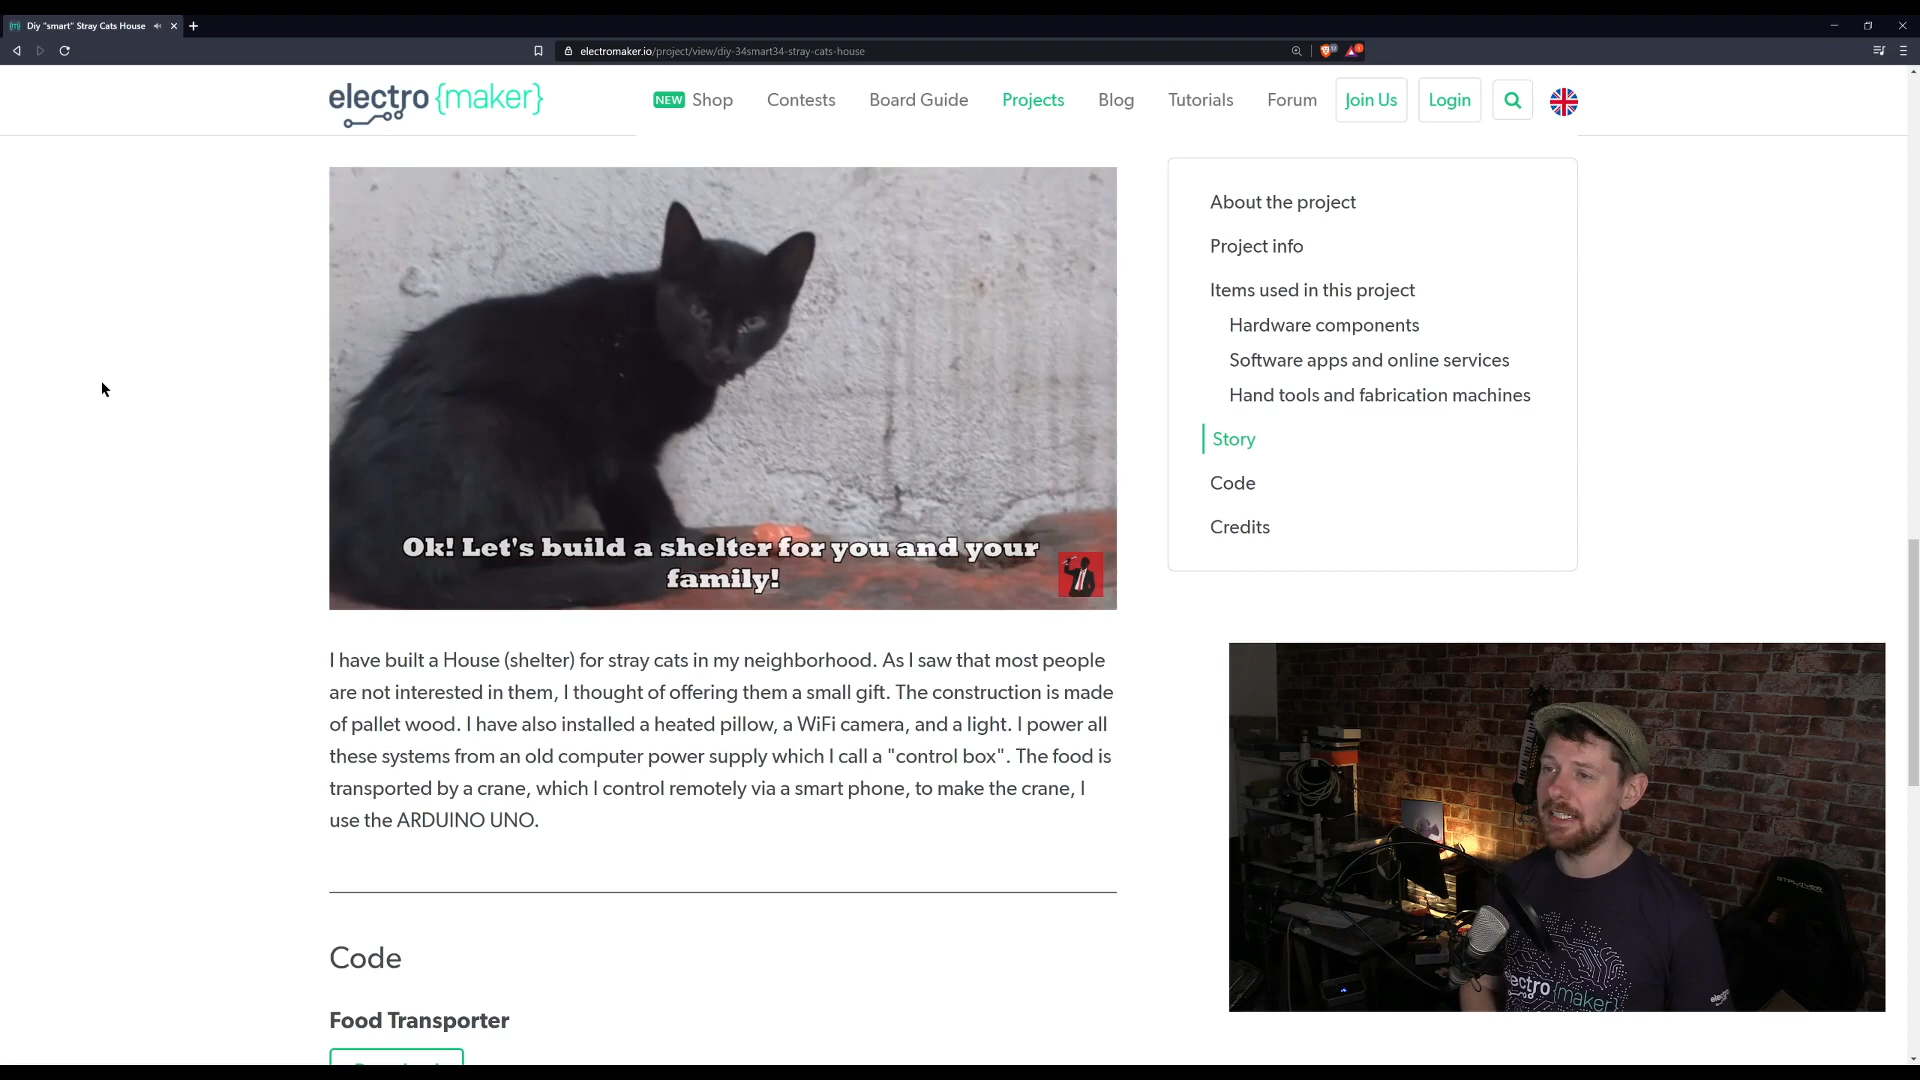 Diy "smart" Stray Cats House
electromaker.io/project/view/diy-34smart34-stray-cats-house
electro {maker}
NEW Shop Contests Board Guide Projects Blog Tutorials Forum Join Us Login
Ok! Let's build a shelter for you and your
family!
About the project
Project info
Items used in this project
Hardware components
Software apps and online services
Hand tools and fabrication machines
Story
Code
Credits
I have built a House (shelter) for stray cats in my neighborhood. As I saw that most people
are not interested in them, I thought of offering them a small gift. The construction is made
of pallet wood. I have also installed a heated pillow, a WiFi camera, and a light. I power all
these systems from an old computer power supply which I call a "control box". The food is
transported by a crane, which I control remotely via a smart phone, to make the crane, I
use the ARDUINO UNO.
Code
Food Transporter
electro {maker}